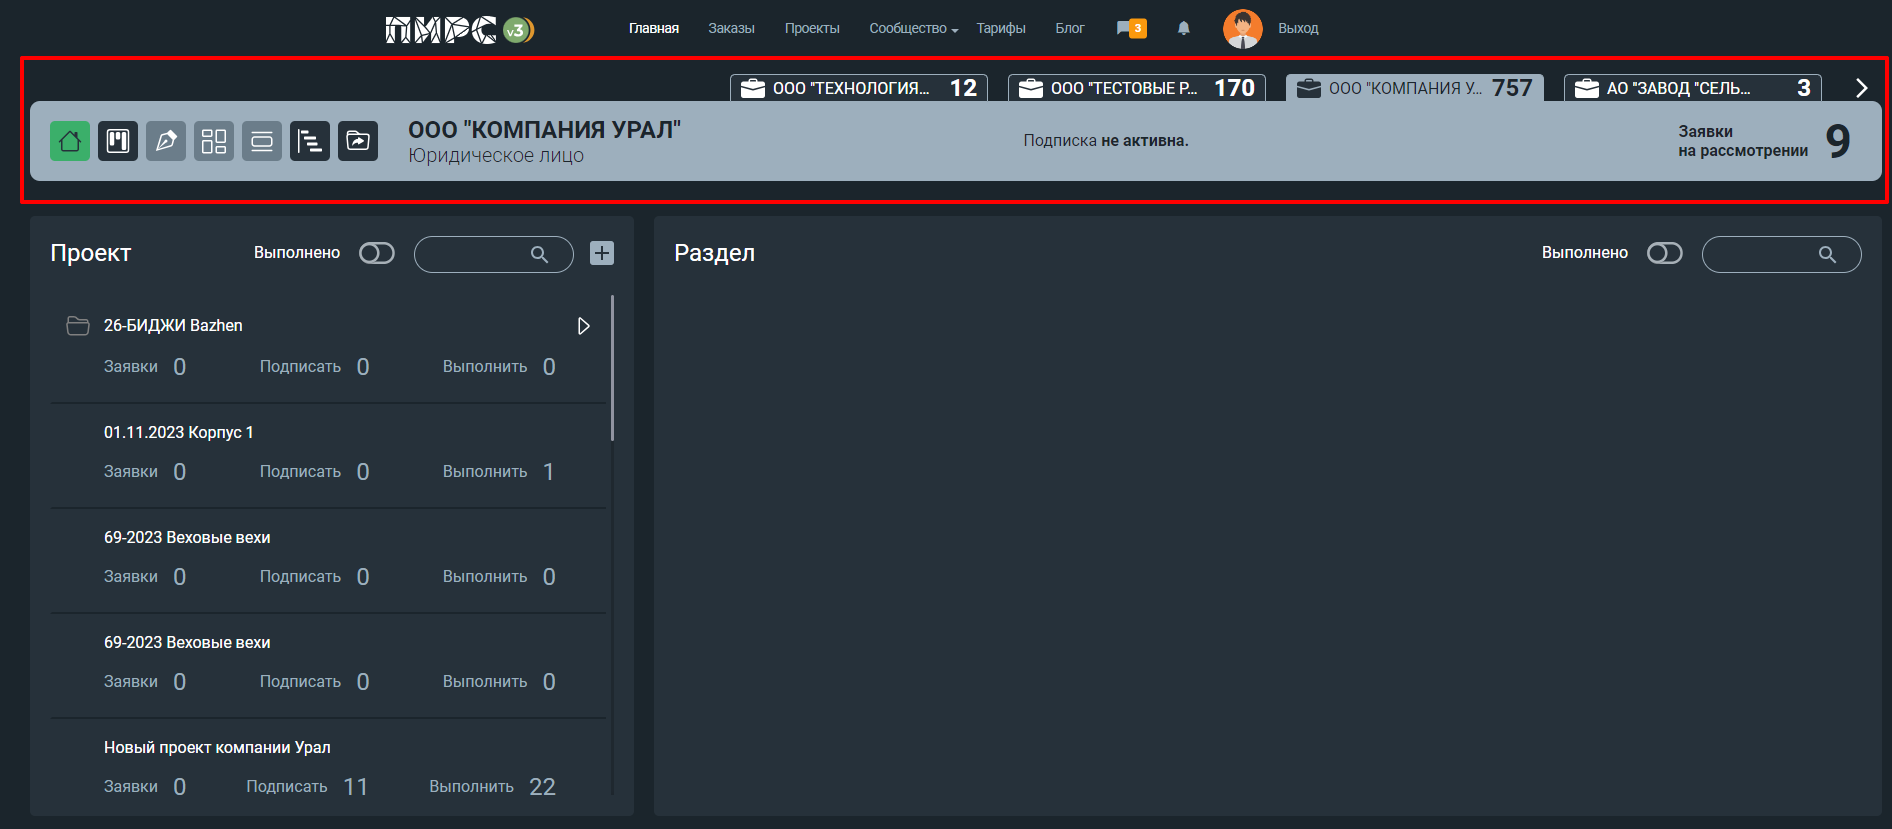 ПИРС v3 Главная Заказы Проекты Сообщество Тарифы Блог 3 Выход
ООО "ТЕХНОЛОГИЯ... 12 ООО "ТЕСТОВЫЕ Р... 170 ООО "КОМПАНИЯ У... 757 АО "ЗАВОД "СЕЛЬ... 3
ООО "КОМПАНИЯ УРАЛ"
Юридическое лицо
Подписка не активна.
Заявки
на рассмотрении 9
Проект Выполнено
26-БИДЖИ Bazhen
Заявки 0 Подписать 0 Выполнить 0
01.11.2023 Корпус 1
Заявки 0 Подписать 0 Выполнить 1
69-2023 Веховые вехи
Заявки 0 Подписать 0 Выполнить 0
69-2023 Веховые вехи
Заявки 0 Подписать 0 Выполнить 0
Новый проект компании Урал
Заявки 0 Подписать 11 Выполнить 22
Раздел Выполнено